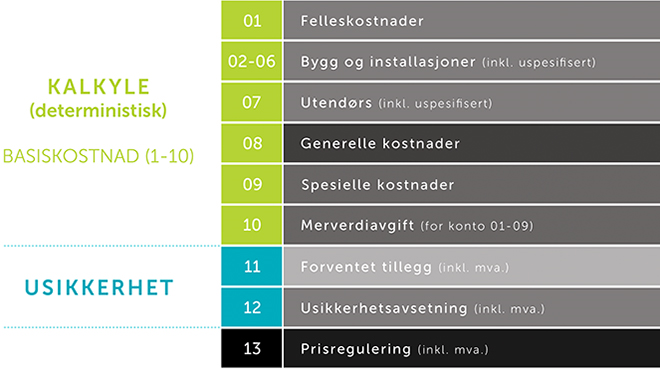 KALKYLE
(deterministisk)
BASISKOSTNAD (1-10)
01 Felleskostnader
02-06 Bygg og installasjoner (inkl. uspesifisert)
07 Utendørs (inkl. uspesifisert)
08 Generelle kostnader
09 Spesielle kostnader
10 Merverdiavgift (for konto 01-09)
USIKKERHET
11 Forventet tillegg (inkl. mva.)
12 Usikkerhetsavsetning (inkl. mva.)
13 Prisregulering (inkl. mva.)